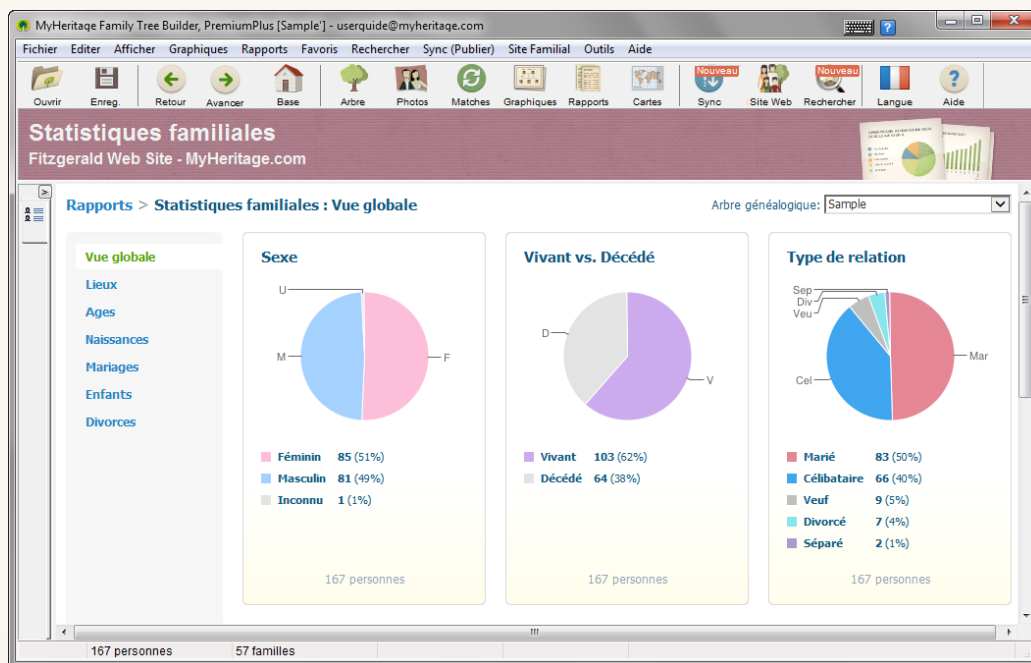 MyHeritage Family Tree Builder, PremiumPlus [Sample'] - userguide@myheritage.com
Fichier Editer Afficher Graphiques Rapports Favoris Rechercher Sync (Publier) Site Familial Outils Aide
Nouveau Nouveau
Ouvrir Enreg. Retour Avancer Base Arbre Photos Matches Graphiques Rapports Cartes Sync Site Web Rechercher Langue Aide
Statistiques familiales
Fitzgerald Web Site - MyHeritage.com
Rapports > Statistiques familiales : Vue globale
Arbre généalogique: Sample
Vue globale
Lieux
Ages
Naissances
Mariages
Enfants
Divorces
Sexe
U
M
F
Féminin 85 (51%)
Masculin 81 (49%)
Inconnu 1 (1%)
167 personnes
Vivant vs. Décédé
D
V
Vivant 103 (62%)
Décédé 64 (38%)
167 personnes
Type de relation
Sep
Div
Veu
Mar
Cel
Marié 83 (50%)
Célibataire 66 (40%)
Veuf 9 (5%)
Divorcé 7 (4%)
Séparé 2 (1%)
167 personnes
167 personnes 57 familles